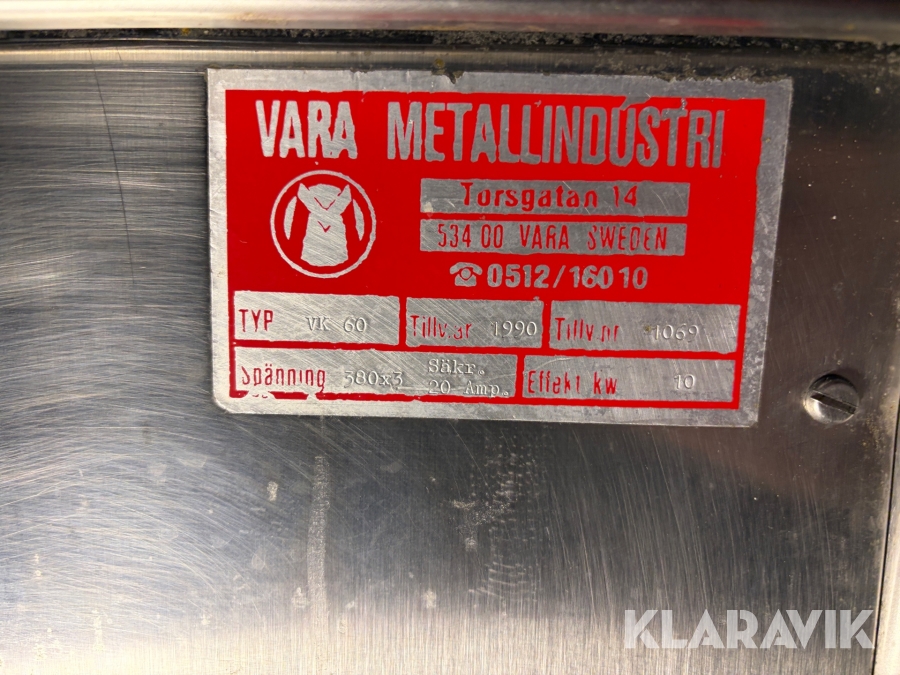 VARA METALLINDUSTRI
Torsgatan 14
534 00 VARA SWEDEN
☎ 0512/160 10
TYP VK 60 Tillv.år 1990 Tillv.nr 1069
Spänning 380x3 Säkr. 20 Amp. Effekt kw 10
KLARAVIK